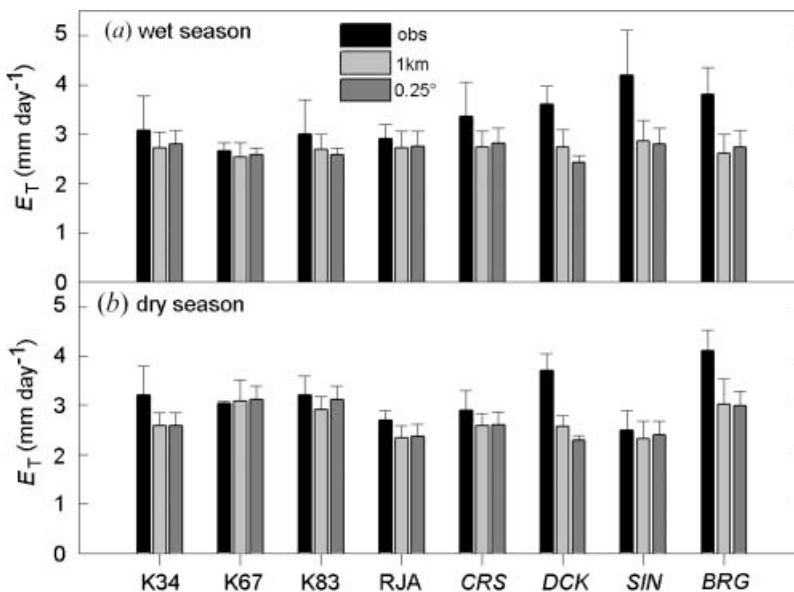 (a) wet season
obs
1km
0.25°
5
4
3
2
1
0
E_T (mm day⁻¹)
(b) dry season
5
4
3
2
1
0
E_T (mm day⁻¹)
K34 K67 K83 RJA CRS DCK SIN BRG